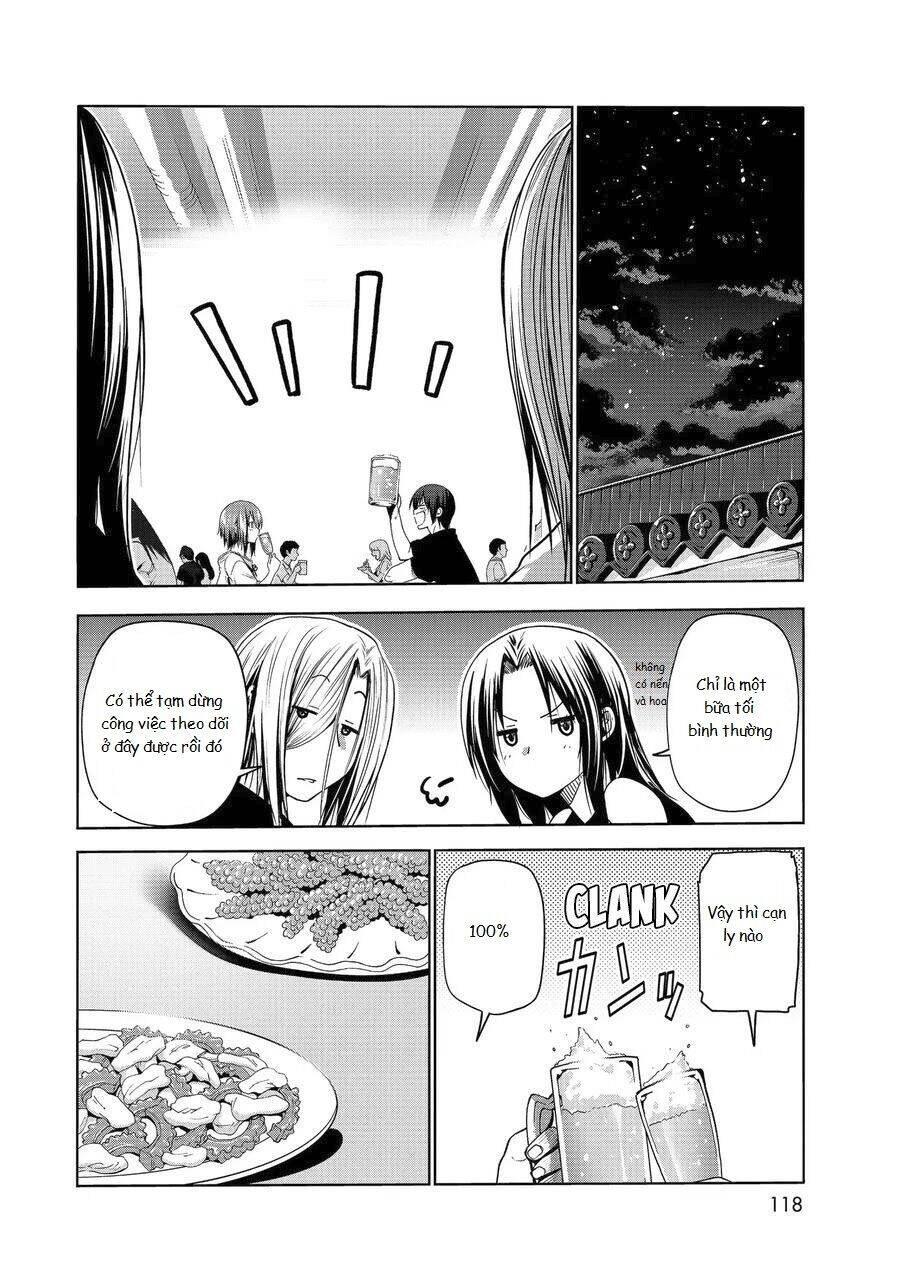 Chỉ là một
bữa tối
bình thường
không
có nến
và hoa
Có thể tạm dừng
công việc theo dõi
ở đây được rồi đó
Vậy thì cạn
ly nào
CLANK
カンッ
100%
118